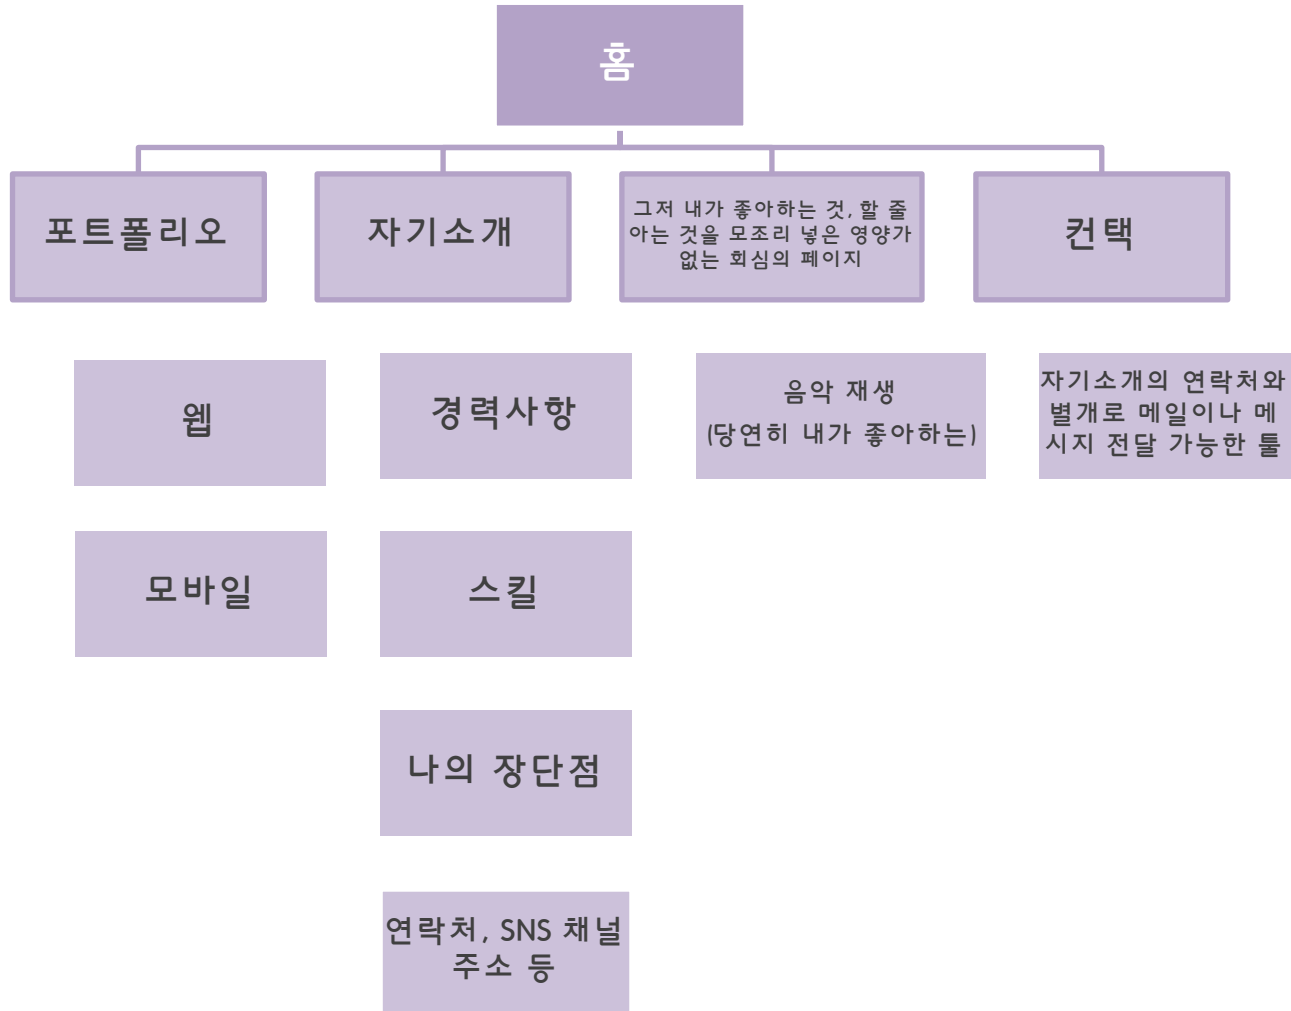 홈
포트폴리오
자기소개
그저 내가 좋아하는 것, 할 줄
아는 것을 모조리 넣은 영양가
없는 회심의 페이지
컨택
웹
경력사항
음악 재생
(당연히 내가 좋아하는)
자기소개의 연락처와
별개로 메일이나 메
시지 전달 가능한 툴
모바일
스킬
나의 장단점
연락처, SNS 채널
주소 등